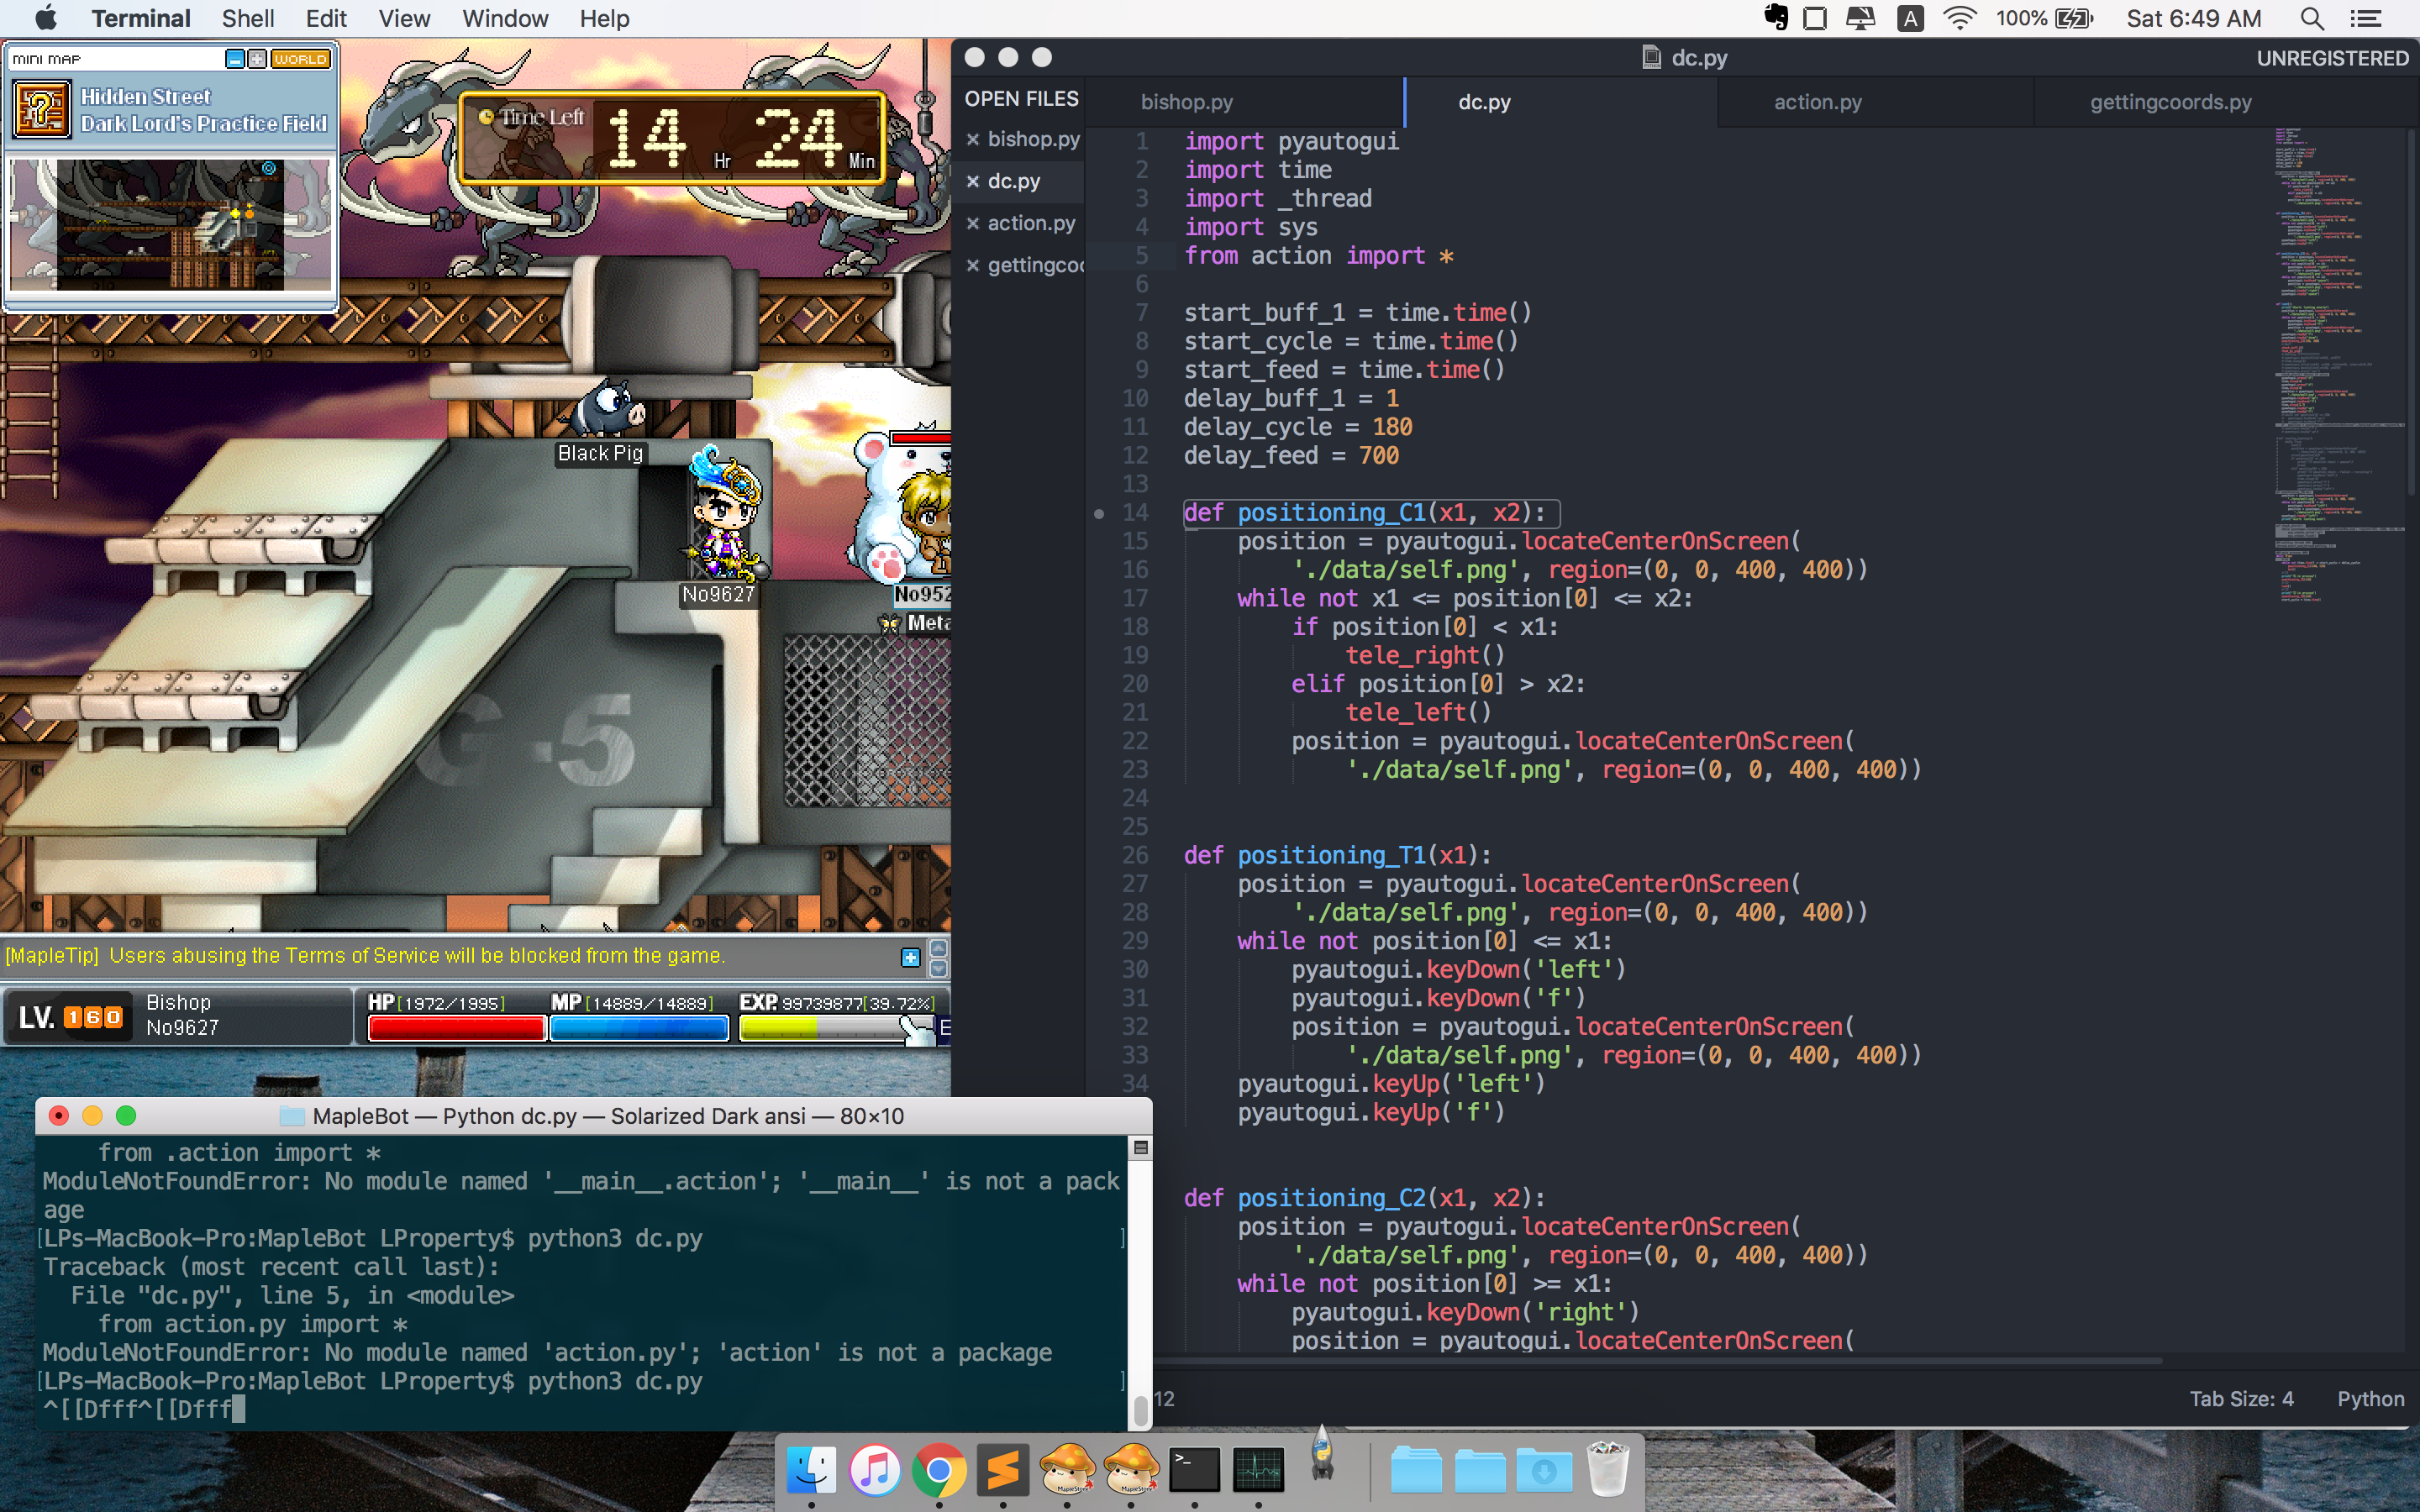 Terminal Shell Edit View Window Help
A 100% Sat 6:49 AM
MINI MAP WORLD
Hidden Street
Dark Lord's Practice Field
Time Left 14 Hr 24 Min
Black Pig
No9627
No952
Meta
G-5
[MapleTip] Users abusing the Terms of Service will be blocked from the game.
LV. 160
Bishop
No9627
HP[1972/1995] MP[14889/14889] EXP. 99739877[39.72%]
dc.py
UNREGISTERED
OPEN FILES
× bishop.py
× dc.py
× action.py
× gettingcoo
bishop.py dc.py action.py gettingcoords.py
1 import pyautogui
2 import time
3 import _thread
4 import sys
5 from action import *
6
7 start_buff_1 = time.time()
8 start_cycle = time.time()
9 start_feed = time.time()
10 delay_buff_1 = 1
11 delay_cycle = 180
12 delay_feed = 700
13
14 def positioning_C1(x1, x2):
15 position = pyautogui.locateCenterOnScreen(
16 './data/self.png', region=(0, 0, 400, 400))
17 while not x1 <= position[0] <= x2:
18 if position[0] < x1:
19 tele_right()
20 elif position[0] > x2:
21 tele_left()
22 position = pyautogui.locateCenterOnScreen(
23 './data/self.png', region=(0, 0, 400, 400))
24
25
26 def positioning_T1(x1):
27 position = pyautogui.locateCenterOnScreen(
28 './data/self.png', region=(0, 0, 400, 400))
29 while not position[0] <= x1:
30 pyautogui.keyDown('left')
31 pyautogui.keyDown('f')
32 position = pyautogui.locateCenterOnScreen(
33 './data/self.png', region=(0, 0, 400, 400))
34 pyautogui.keyUp('left')
pyautogui.keyUp('f')
def positioning_C2(x1, x2):
position = pyautogui.locateCenterOnScreen(
'./data/self.png', region=(0, 0, 400, 400))
while not position[0] >= x1:
pyautogui.keyDown('right')
position = pyautogui.locateCenterOnScreen(
12 Tab Size: 4 Python
MapleBot — Python dc.py — Solarized Dark ansi — 80×10
from .action import *
ModuleNotFoundError: No module named '__main__.action'; '__main__' is not a pack
age
[LPs-MacBook-Pro:MapleBot LProperty$ python3 dc.py ]
Traceback (most recent call last):
File "dc.py", line 5, in <module>
from action.py import *
ModuleNotFoundError: No module named 'action.py'; 'action' is not a package
[LPs-MacBook-Pro:MapleBot LProperty$ python3 dc.py ]
^[[Dfff^[[Dfff